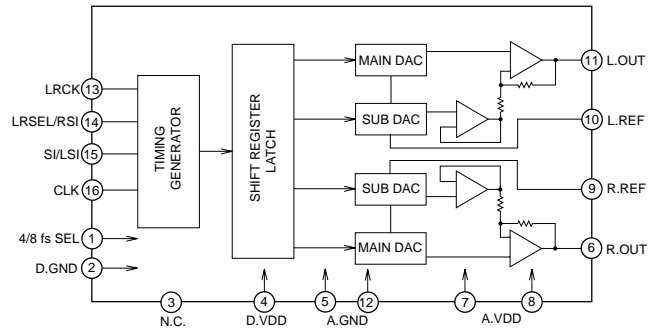 LRCK 13
LRSEL/RSI 14
SI/LSI 15
CLK 16
4/8 fs SEL 1
D.GND 2
TIMING
GENERATOR
SHIFT REGISTER
LATCH
MAIN DAC
SUB DAC
SUB DAC
MAIN DAC
11 L.OUT
10 L.REF
9 R.REF
6 R.OUT
3 4 5 12 7 8
N.C. D.VDD A.GND A.VDD